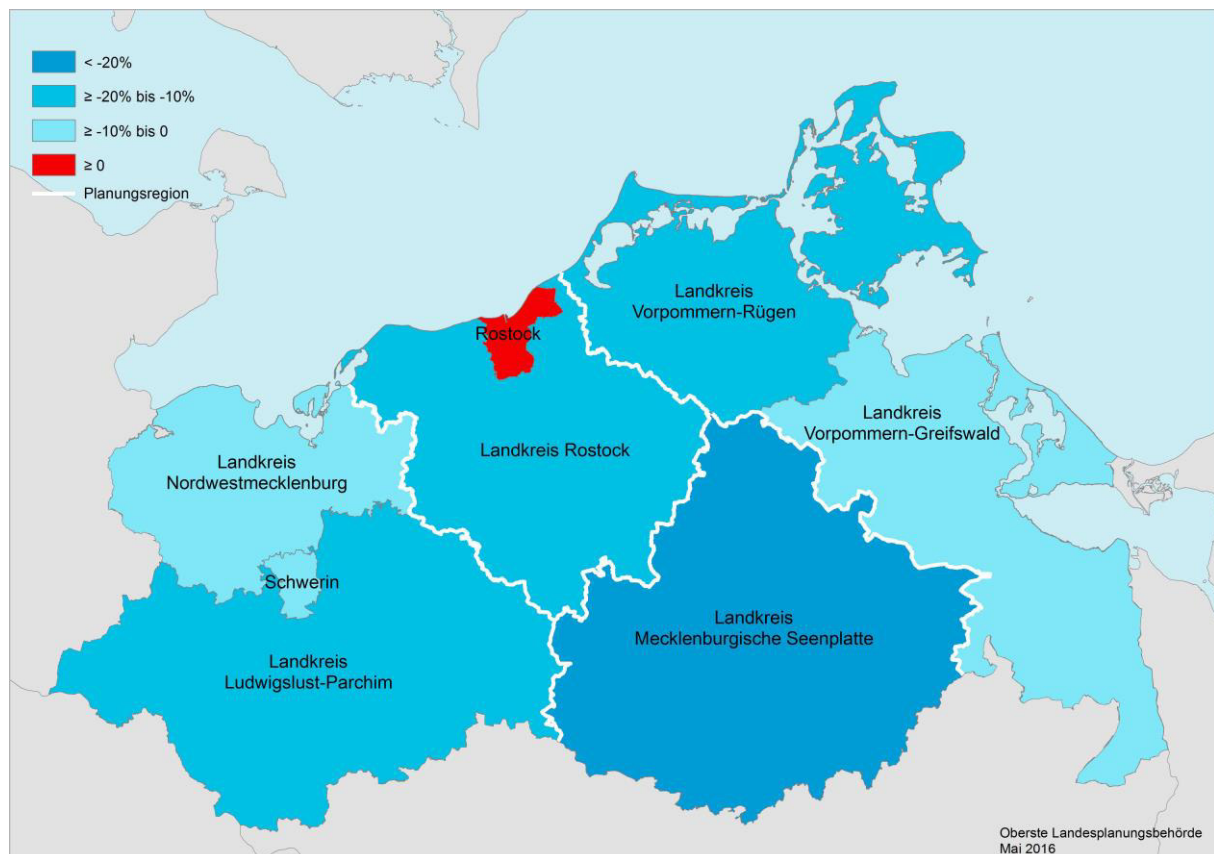 < -20%
≥ -20% bis -10%
≥ -10% bis 0
≥ 0
Planungsregion
Landkreis
Vorpommern-Rügen
Rostock
Landkreis
Vorpommern-Greifswald
Landkreis Rostock
Landkreis
Nordwestmecklenburg
Schwerin
Landkreis
Mecklenburgische Seenplatte
Landkreis
Ludwigslust-Parchim
Oberste Landesplanungsbehörde
Mai 2016